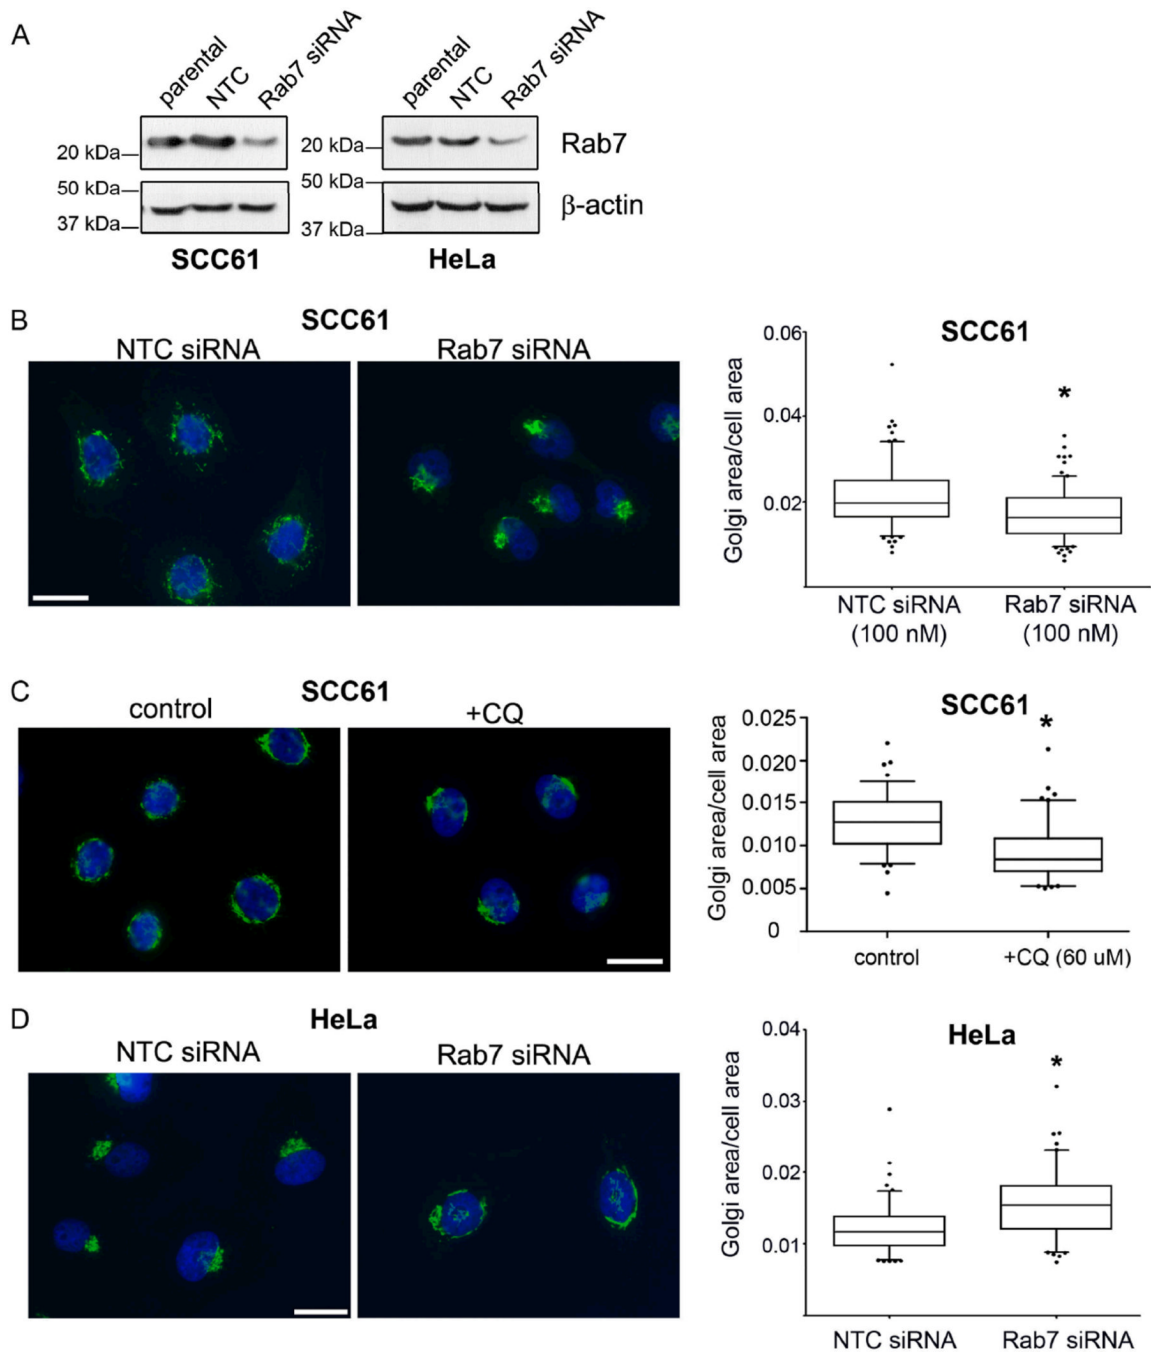 A
parental NTC Rab7 siRNA parental NTC Rab7 siRNA
20 kDa 20 kDa Rab7
50 kDa 50 kDa
β-actin
37 kDa 37 kDa
SCC61 HeLa
B
SCC61
NTC siRNA Rab7 siRNA
SCC61
Golgi area/cell area
0.06
0.04
*
0.02
NTC siRNA Rab7 siRNA
(100 nM) (100 nM)
C
SCC61
control +CQ
SCC61
Golgi area/cell area
0.025
*
0.020
0.015
0.010
0.005
0
control +CQ (60 uM)
D
HeLa
NTC siRNA Rab7 siRNA
HeLa
Golgi area/cell area
0.04
*
0.03
0.02
0.01
NTC siRNA Rab7 siRNA